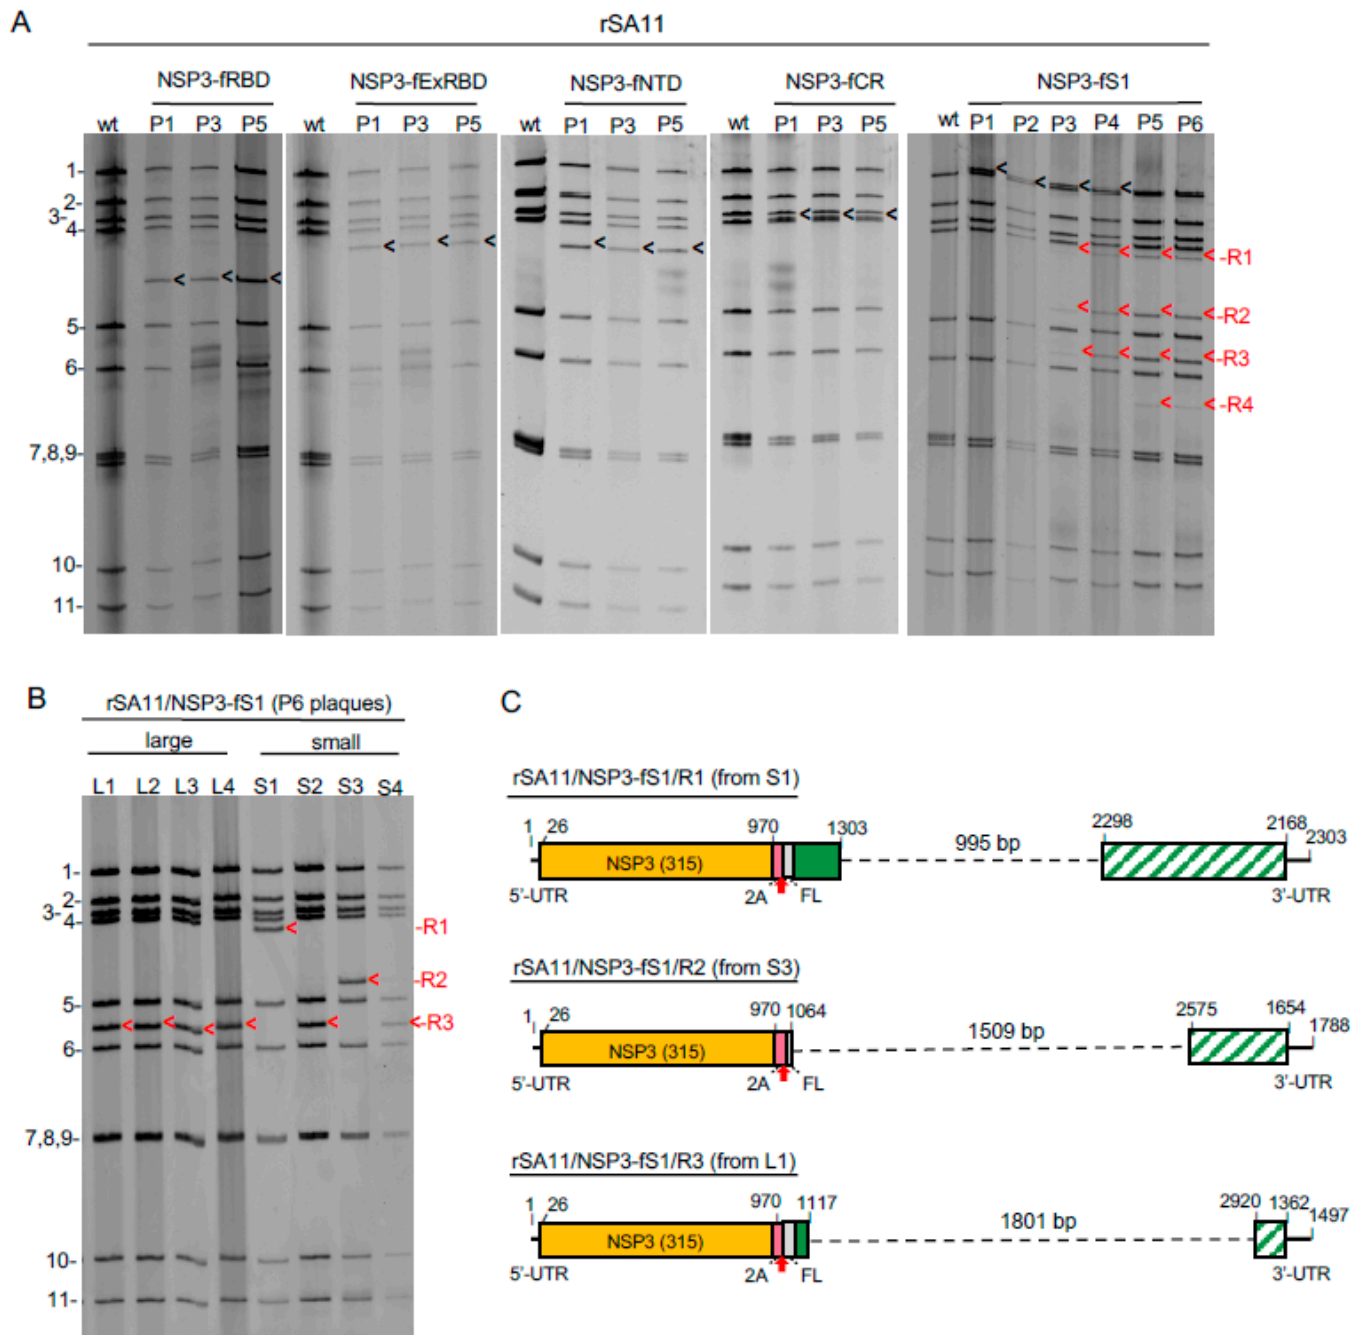 A
rSA11
NSP3-fRBD NSP3-fExRBD NSP3-fNTD NSP3-fCR NSP3-fS1
wt P1 P3 P5 wt P1 P3 P5 wt P1 P3 P5 wt P1 P3 P5 wt P1 P2 P3 P4 P5 P6
1-
2-
3-
4-
-R1
5-
-R2
6-
-R3
-R4
7,8,9-
10-
11-
B
rSA11/NSP3-fS1 (P6 plaques)
large small
L1 L2 L3 L4 S1 S2 S3 S4
1-
2-
3-
4-
-R1
-R2
5-
-R3
6-
7,8,9-
10-
11-
C
rSA11/NSP3-fS1/R1 (from S1)
1 26 970 1303 995 bp 2298 2168 2303
NSP3 (315)
5'-UTR 2A FL 3'-UTR
rSA11/NSP3-fS1/R2 (from S3)
1 26 970 1064 1509 bp 2575 1654 1788
NSP3 (315)
5'-UTR 2A FL 3'-UTR
rSA11/NSP3-fS1/R3 (from L1)
1 26 970 1117 1801 bp 2920 1362 1497
NSP3 (315)
5'-UTR 2A FL 3'-UTR